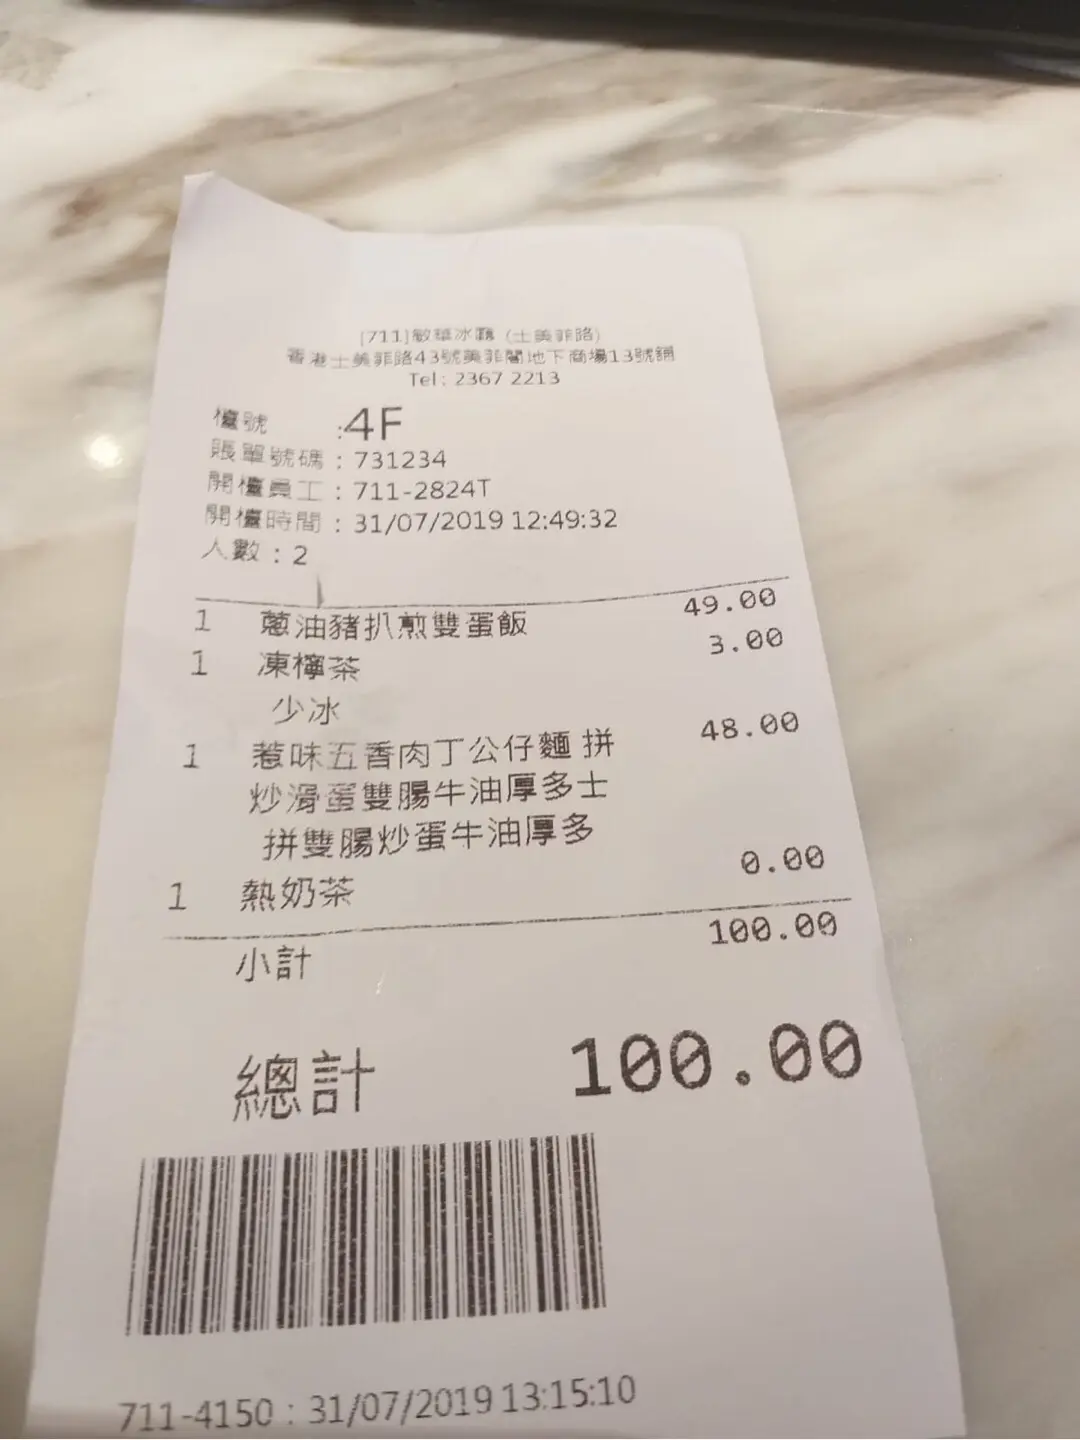 [711]敏華冰廳 (士美菲路)
香港士美菲路43號美菲閣地下商場13號舖
Tel : 2367 2213
檯號 :4F
賬單號碼 : 731234
開檯員工 : 711-2824T
開檯時間 : 31/07/2019 12:49:32
人數 : 2
1 蔥油豬扒煎雙蛋飯 49.00
1 凍檸茶 3.00
少冰
1 惹味五香肉丁公仔麵 拼 48.00
炒滑蛋雙腸牛油厚多士
拼雙腸炒蛋牛油厚多
1 熱奶茶 0.00
小計 100.00
總計 100.00
711-4150 : 31/07/2019 13:15:10